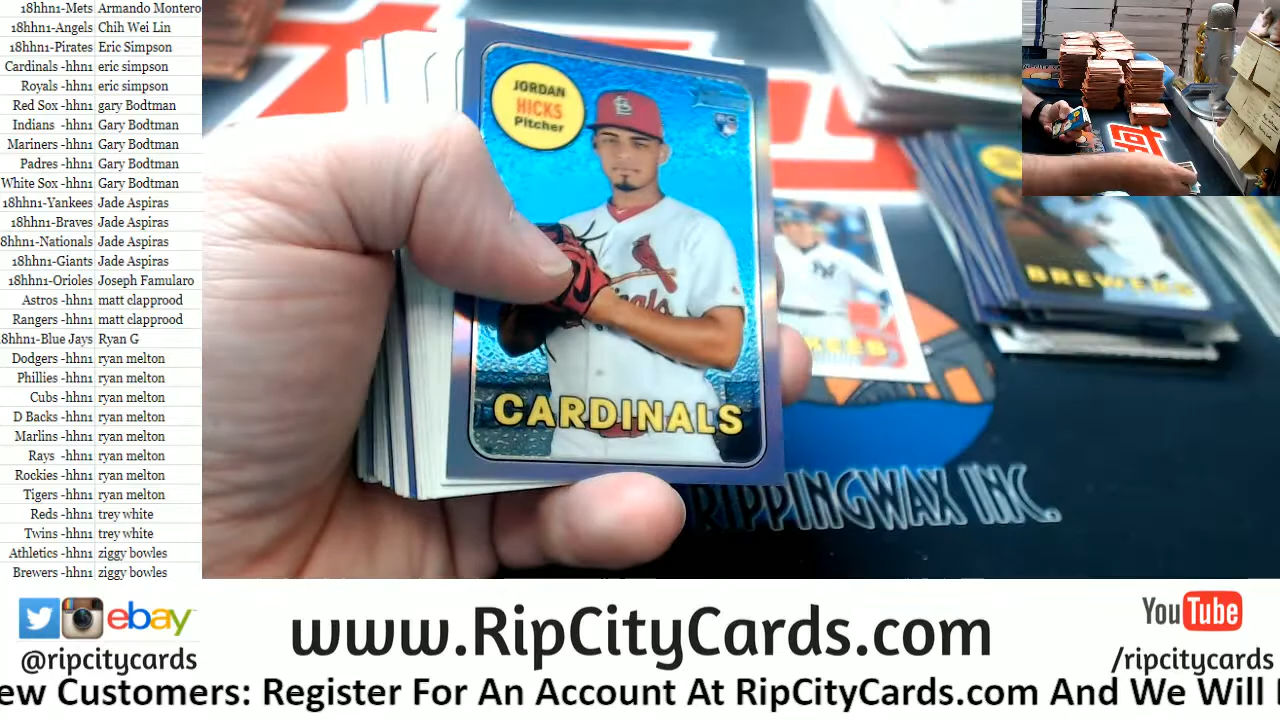 18hhn1-Mets Armando Montero
18hhn1-Angels Chih Wei Lin
18hhn1-Pirates Eric Simpson
Cardinals -hhn1 eric simpson
Royals -hhn1 eric simpson
Red Sox -hhn1 gary Bodtman
Indians -hhn1 Gary Bodtman
Mariners -hhn1 Gary Bodtman
Padres -hhn1 Gary Bodtman
White Sox -hhn1 Gary Bodtman
18hhn1-Yankees Jade Aspiras
18hhn1-Braves Jade Aspiras
8hhn1-Nationals Jade Aspiras
18hhn1-Giants Jade Aspiras
18hhn1-Orioles Joseph Famularo
Astros -hhn1 matt clapprood
Rangers -hhn1 matt clapprood
8hhn1-Blue Jays Ryan G
Dodgers -hhn1 ryan melton
Phillies -hhn1 ryan melton
Cubs -hhn1 ryan melton
D Backs -hhn1 ryan melton
Marlins -hhn1 ryan melton
Rays -hhn1 ryan melton
Rockies -hhn1 ryan melton
Tigers -hhn1 ryan melton
Reds -hhn1 trey white
Twins -hhn1 trey white
Athletics -hhn1 ziggy bowles
Brewers -hhn1 ziggy bowles
JORDAN
HICKS
Pitcher
RC
CARDINALS
BREWERS
RIPPINGWAX INC.
ebay
@ripcitycards
www.RipCityCards.com
YouTube
/ripcitycards
ew Customers: Register For An Account At RipCityCards.com And We Will